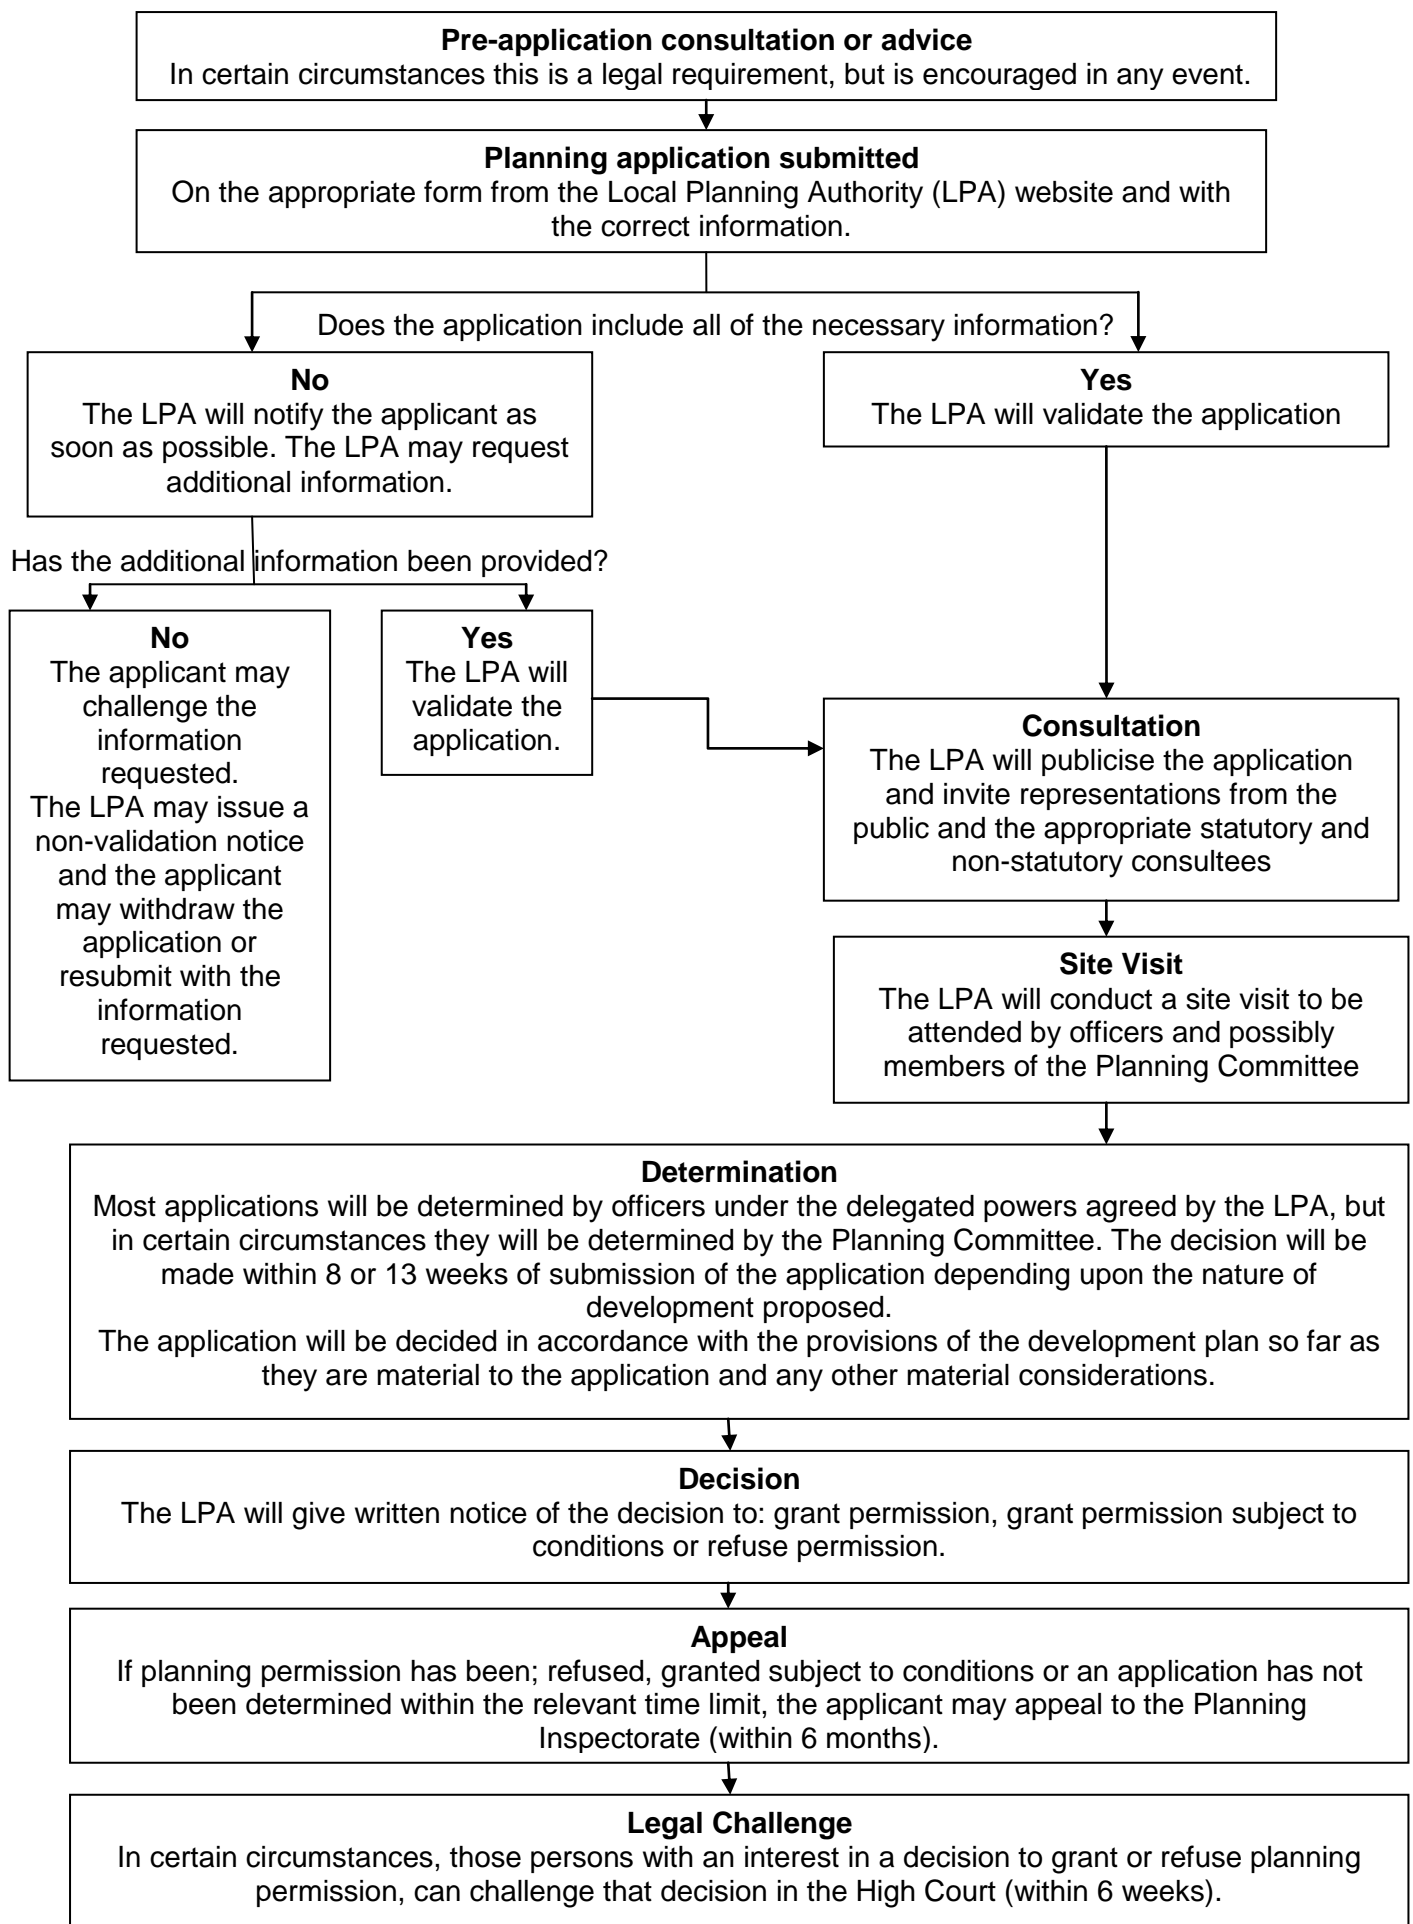 Pre-application consultation or advice
In certain circumstances this is a legal requirement, but is encouraged in any event.
Planning application submitted
On the appropriate form from the Local Planning Authority (LPA) website and with
the correct information.
Does the application include all of the necessary information?
No
The LPA will notify the applicant as
soon as possible. The LPA may request
additional information.
Yes
The LPA will validate the application
Has the additional information been provided?
No
The applicant may
challenge the
information
requested.
The LPA may issue a
non-validation notice
and the applicant
may withdraw the
application or
resubmit with the
information
requested.
Yes
The LPA will
validate the
application.
Consultation
The LPA will publicise the application
and invite representations from the
public and the appropriate statutory and
non-statutory consultees
Site Visit
The LPA will conduct a site visit to be
attended by officers and possibly
members of the Planning Committee
Determination
Most applications will be determined by officers under the delegated powers agreed by the LPA, but
in certain circumstances they will be determined by the Planning Committee. The decision will be
made within 8 or 13 weeks of submission of the application depending upon the nature of
development proposed.
The application will be decided in accordance with the provisions of the development plan so far as
they are material to the application and any other material considerations.
Decision
The LPA will give written notice of the decision to: grant permission, grant permission subject to
conditions or refuse permission.
Appeal
If planning permission has been; refused, granted subject to conditions or an application has not
been determined within the relevant time limit, the applicant may appeal to the Planning
Inspectorate (within 6 months).
Legal Challenge
In certain circumstances, those persons with an interest in a decision to grant or refuse planning
permission, can challenge that decision in the High Court (within 6 weeks).